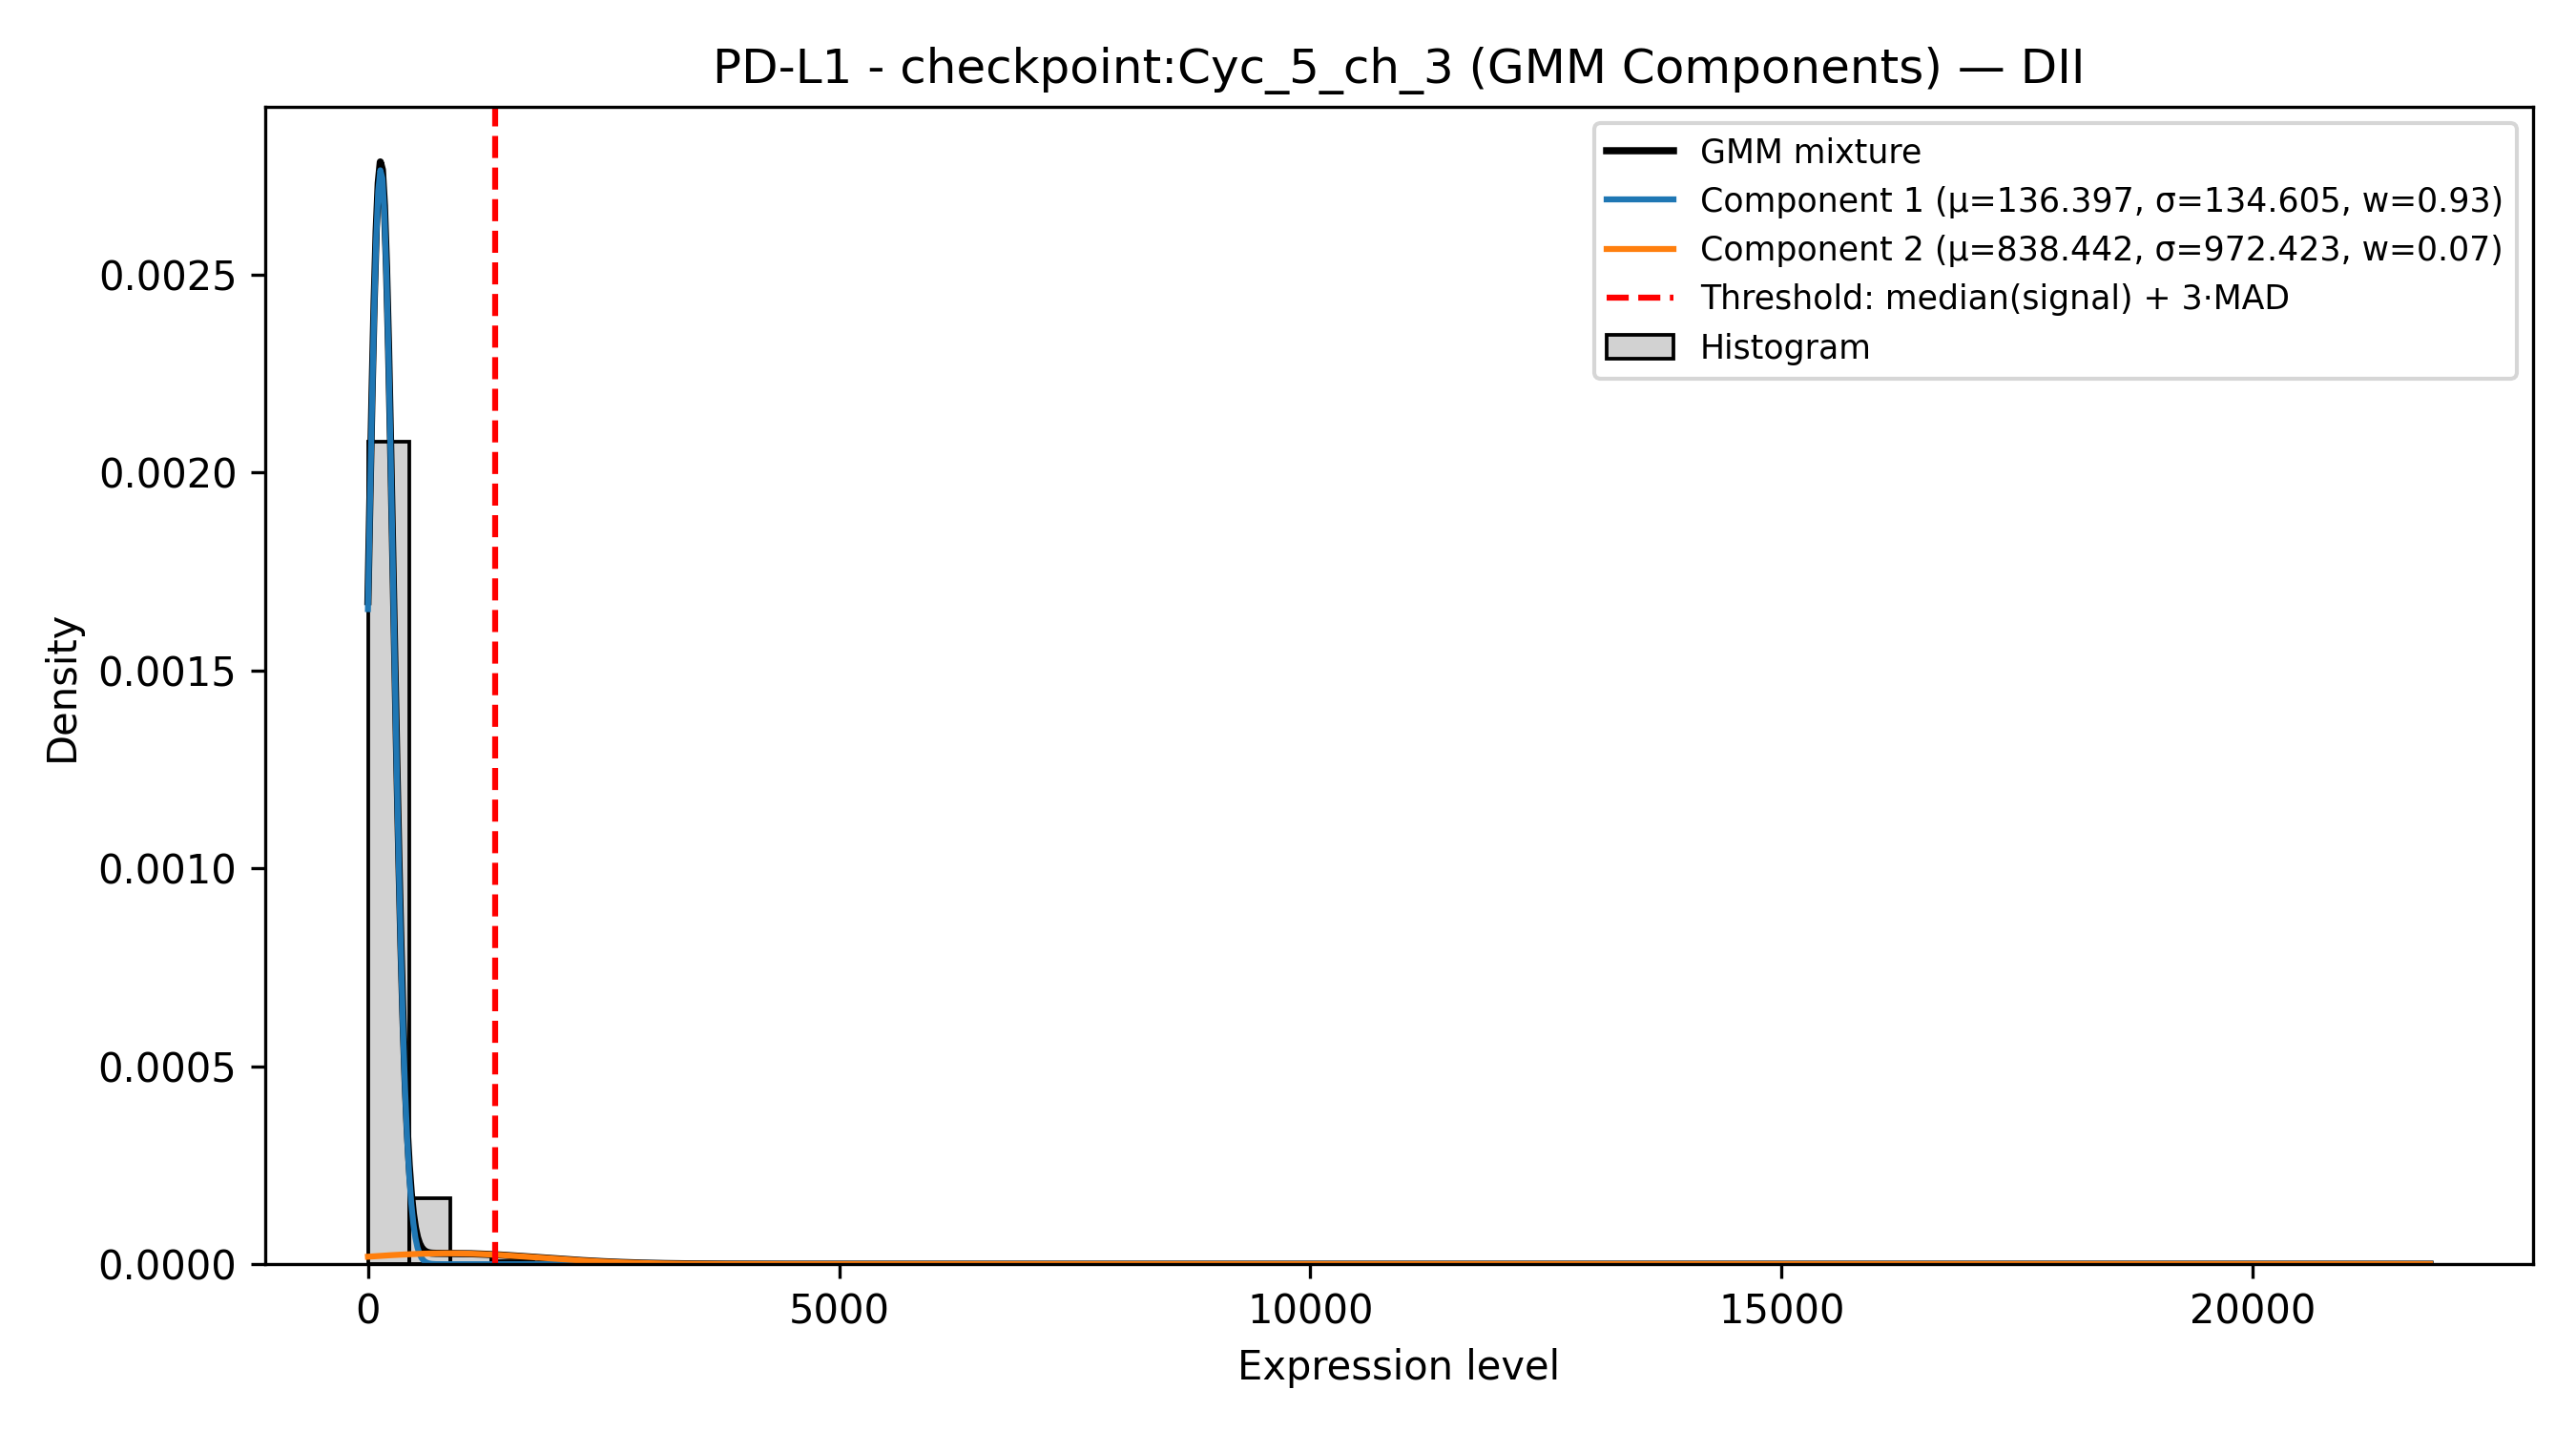 PD-L1 - checkpoint:Cyc_5_ch_3 (GMM Components) — DII
GMM mixture
Component 1 (μ=136.397, σ=134.605, w=0.93)
Component 2 (μ=838.442, σ=972.423, w=0.07)
Threshold: median(signal) + 3·MAD
Histogram
Density
0.0025
0.0020
0.0015
0.0010
0.0005
0.0000
0
5000
10000
15000
20000
Expression level